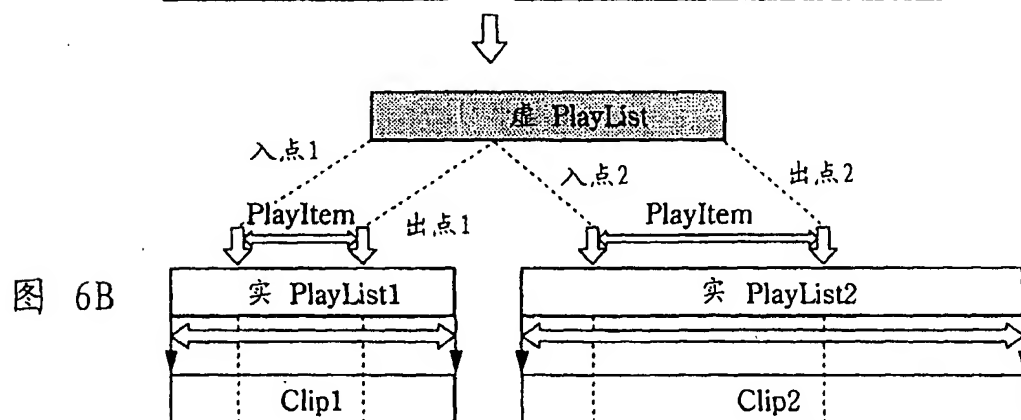 虚 PlayList
入点1
入点2
出点2
PlayItem
出点1
PlayItem
图 6B
实 PlayList1
实 PlayList2
Clip1
Clip2